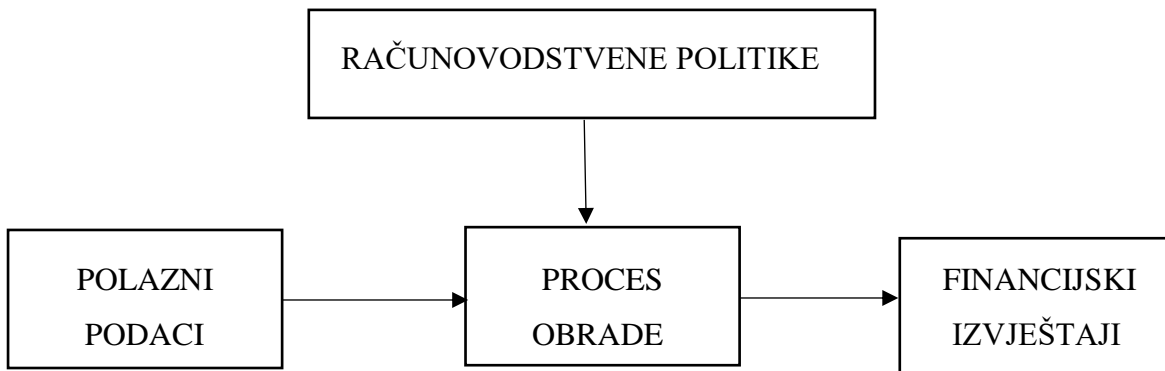 RAČUNOVODSTVENE POLITIKE
POLAZNI
PODACI
PROCES
OBRADE
FINANCIJSKI
IZVJEŠTAJI